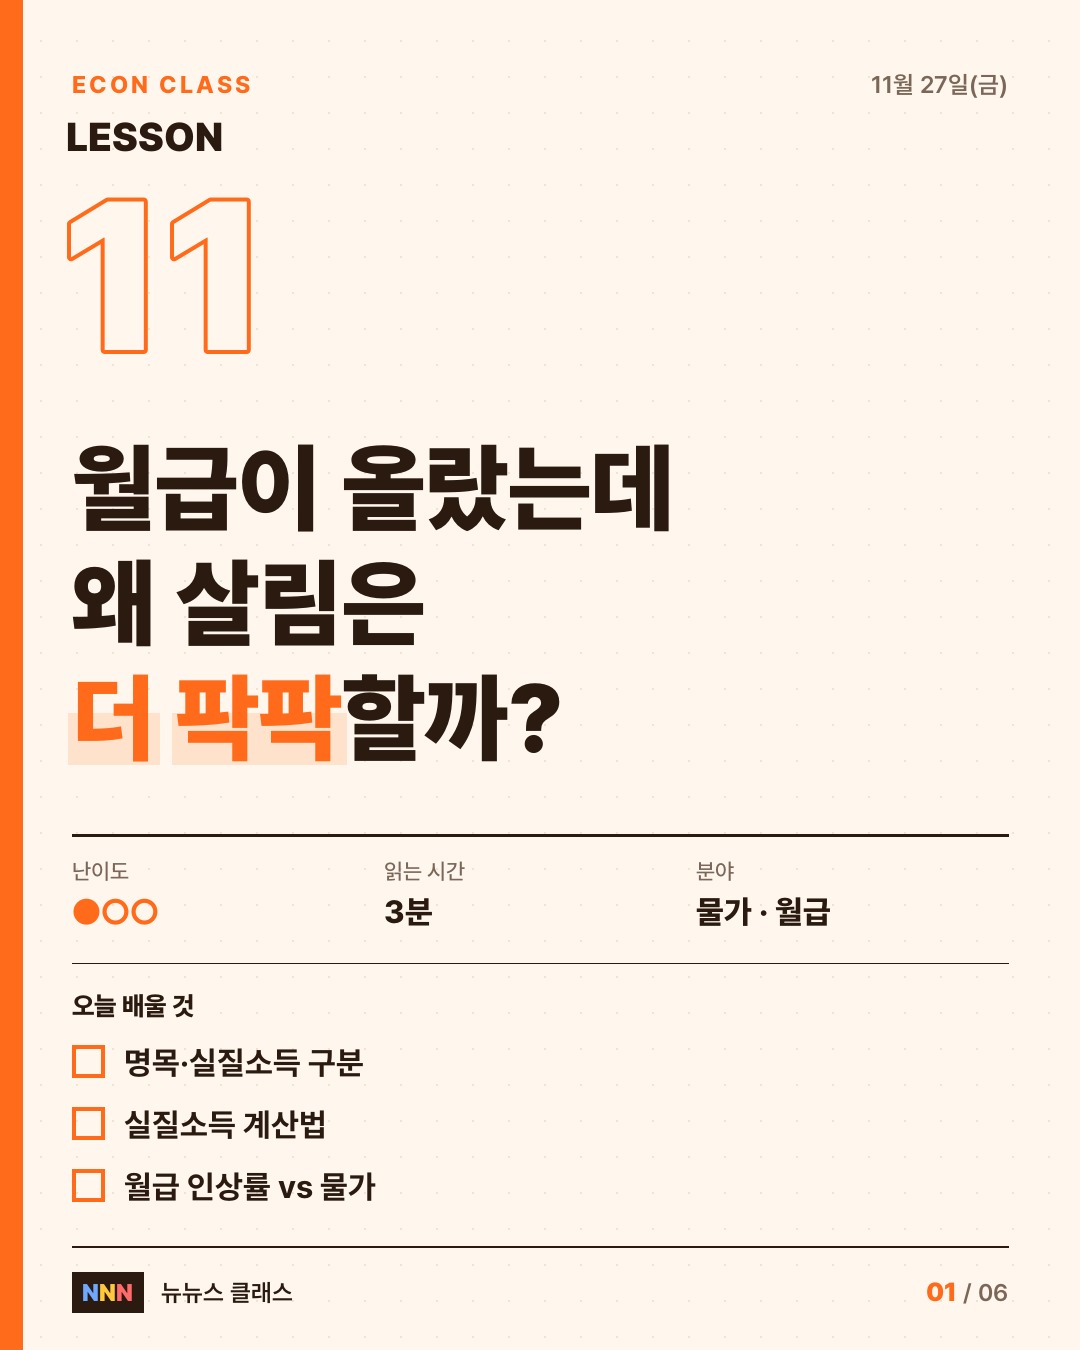 ECON CLASS
11월 27일(금)
LESSON
11
월급이 올랐는데
왜 살림은
더 팍팍할까?
난이도
읽는 시간
분야
3분
물가 · 월급
오늘 배울 것
명목·실질소득 구분
실질소득 계산법
월급 인상률 vs 물가
NNN 뉴뉴스 클래스
01 / 06